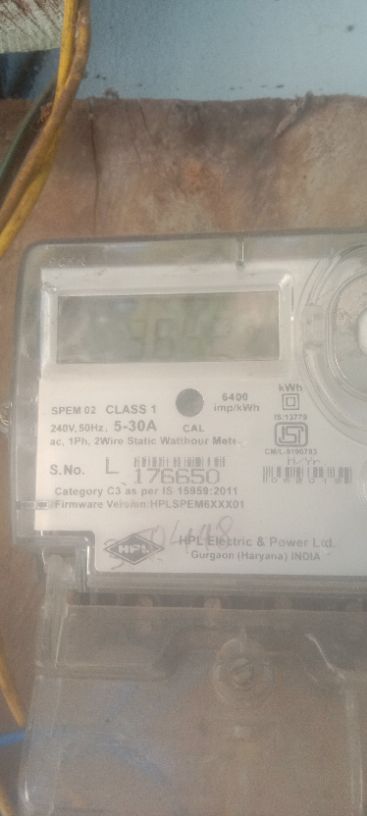 SPEM 02 CLASS 1
240V, 50Hz, 5-30A
CAL
6400
imp/kWh
kWh
IS:13779
ac, 1Ph, 2Wire Static Watthour Meter
S.No. L 176650
Category C3 as per IS 15959:2011
Firmware Version:HPLSPEM6XXX01
HPL
HPL Electric & Power Ltd.
Gurgaon (Haryana) INDIA